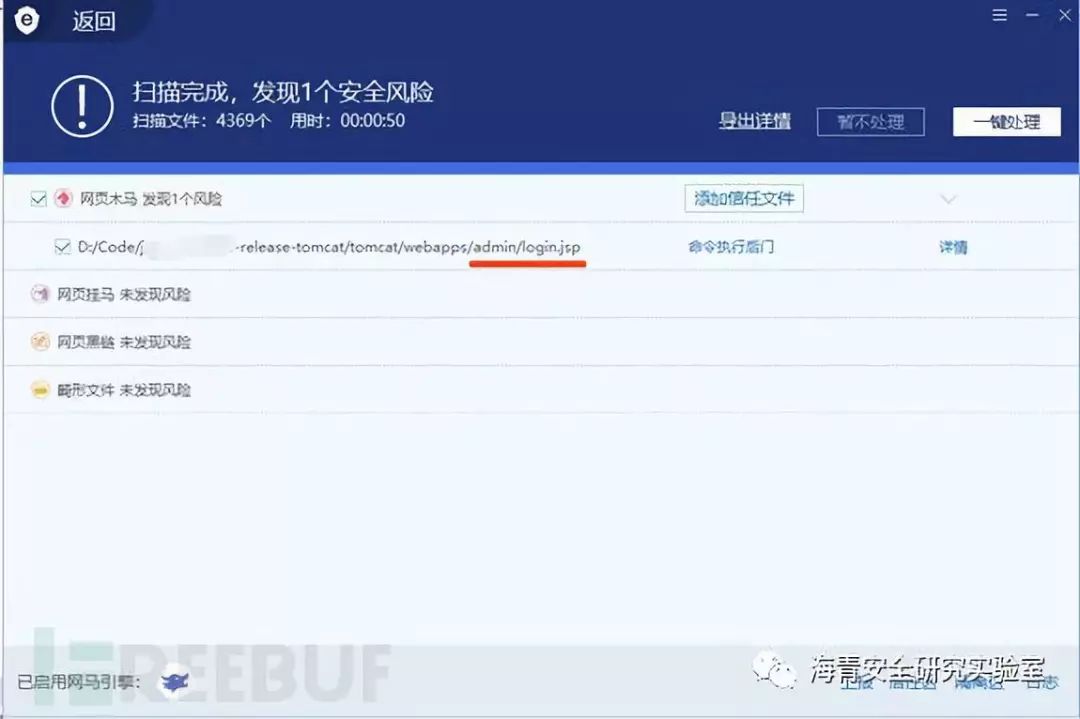 返回
扫描完成，发现1个安全风险
扫描文件：4369个 用时：00:00:50
导出详情
暂不处理
一键处理
网页木马 发现1个风险
添加信任文件
D:/Code/j -release-tomcat/tomcat/webapps/admin/login.jsp
命令执行后门
详情
网页挂马 未发现风险
网页黑链 未发现风险
畸形文件 未发现风险
已启用网马引擎：
REEBUF
海青安全研究实验室
上报 信任区 隔离区 日志